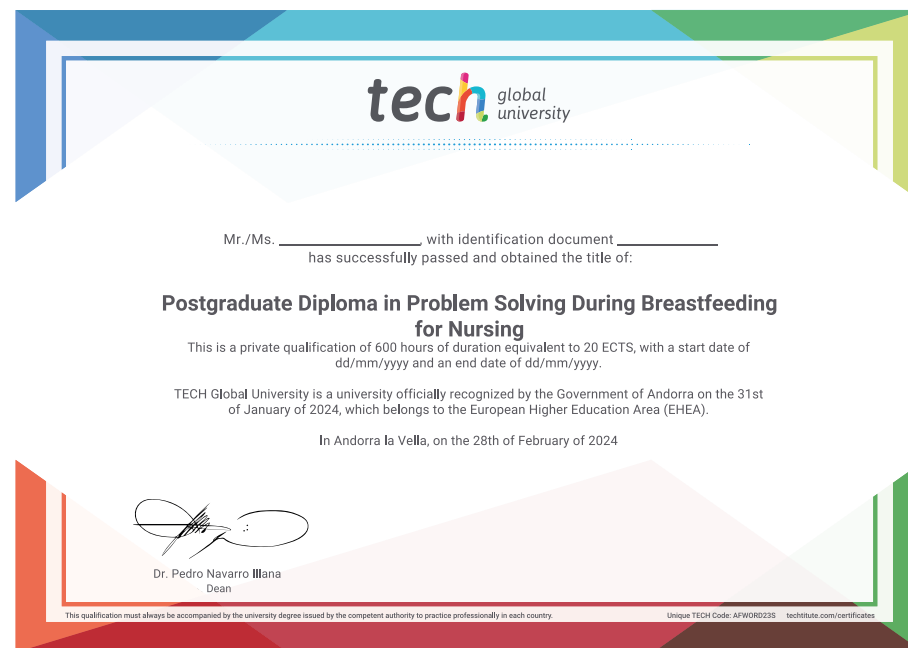 tech global university
Mr./Ms. ____________, with identification document ____________
has successfully passed and obtained the title of:
Postgraduate Diploma in Problem Solving During Breastfeeding
for Nursing
This is a private qualification of 600 hours of duration equivalent to 20 ECTS, with a start date of
dd/mm/yyyy and an end date of dd/mm/yyyy.
TECH Global University is a university officially recognized by the Government of Andorra on the 31st
of January of 2024, which belongs to the European Higher Education Area (EHEA).
In Andorra la Vella, on the 28th of February of 2024
Dr. Pedro Navarro Illana
Dean
This qualification must always be accompanied by the university degree issued by the competent authority to practice professionally in each country.
Unique TECH Code: AFWORD23S techtitute.com/certificates